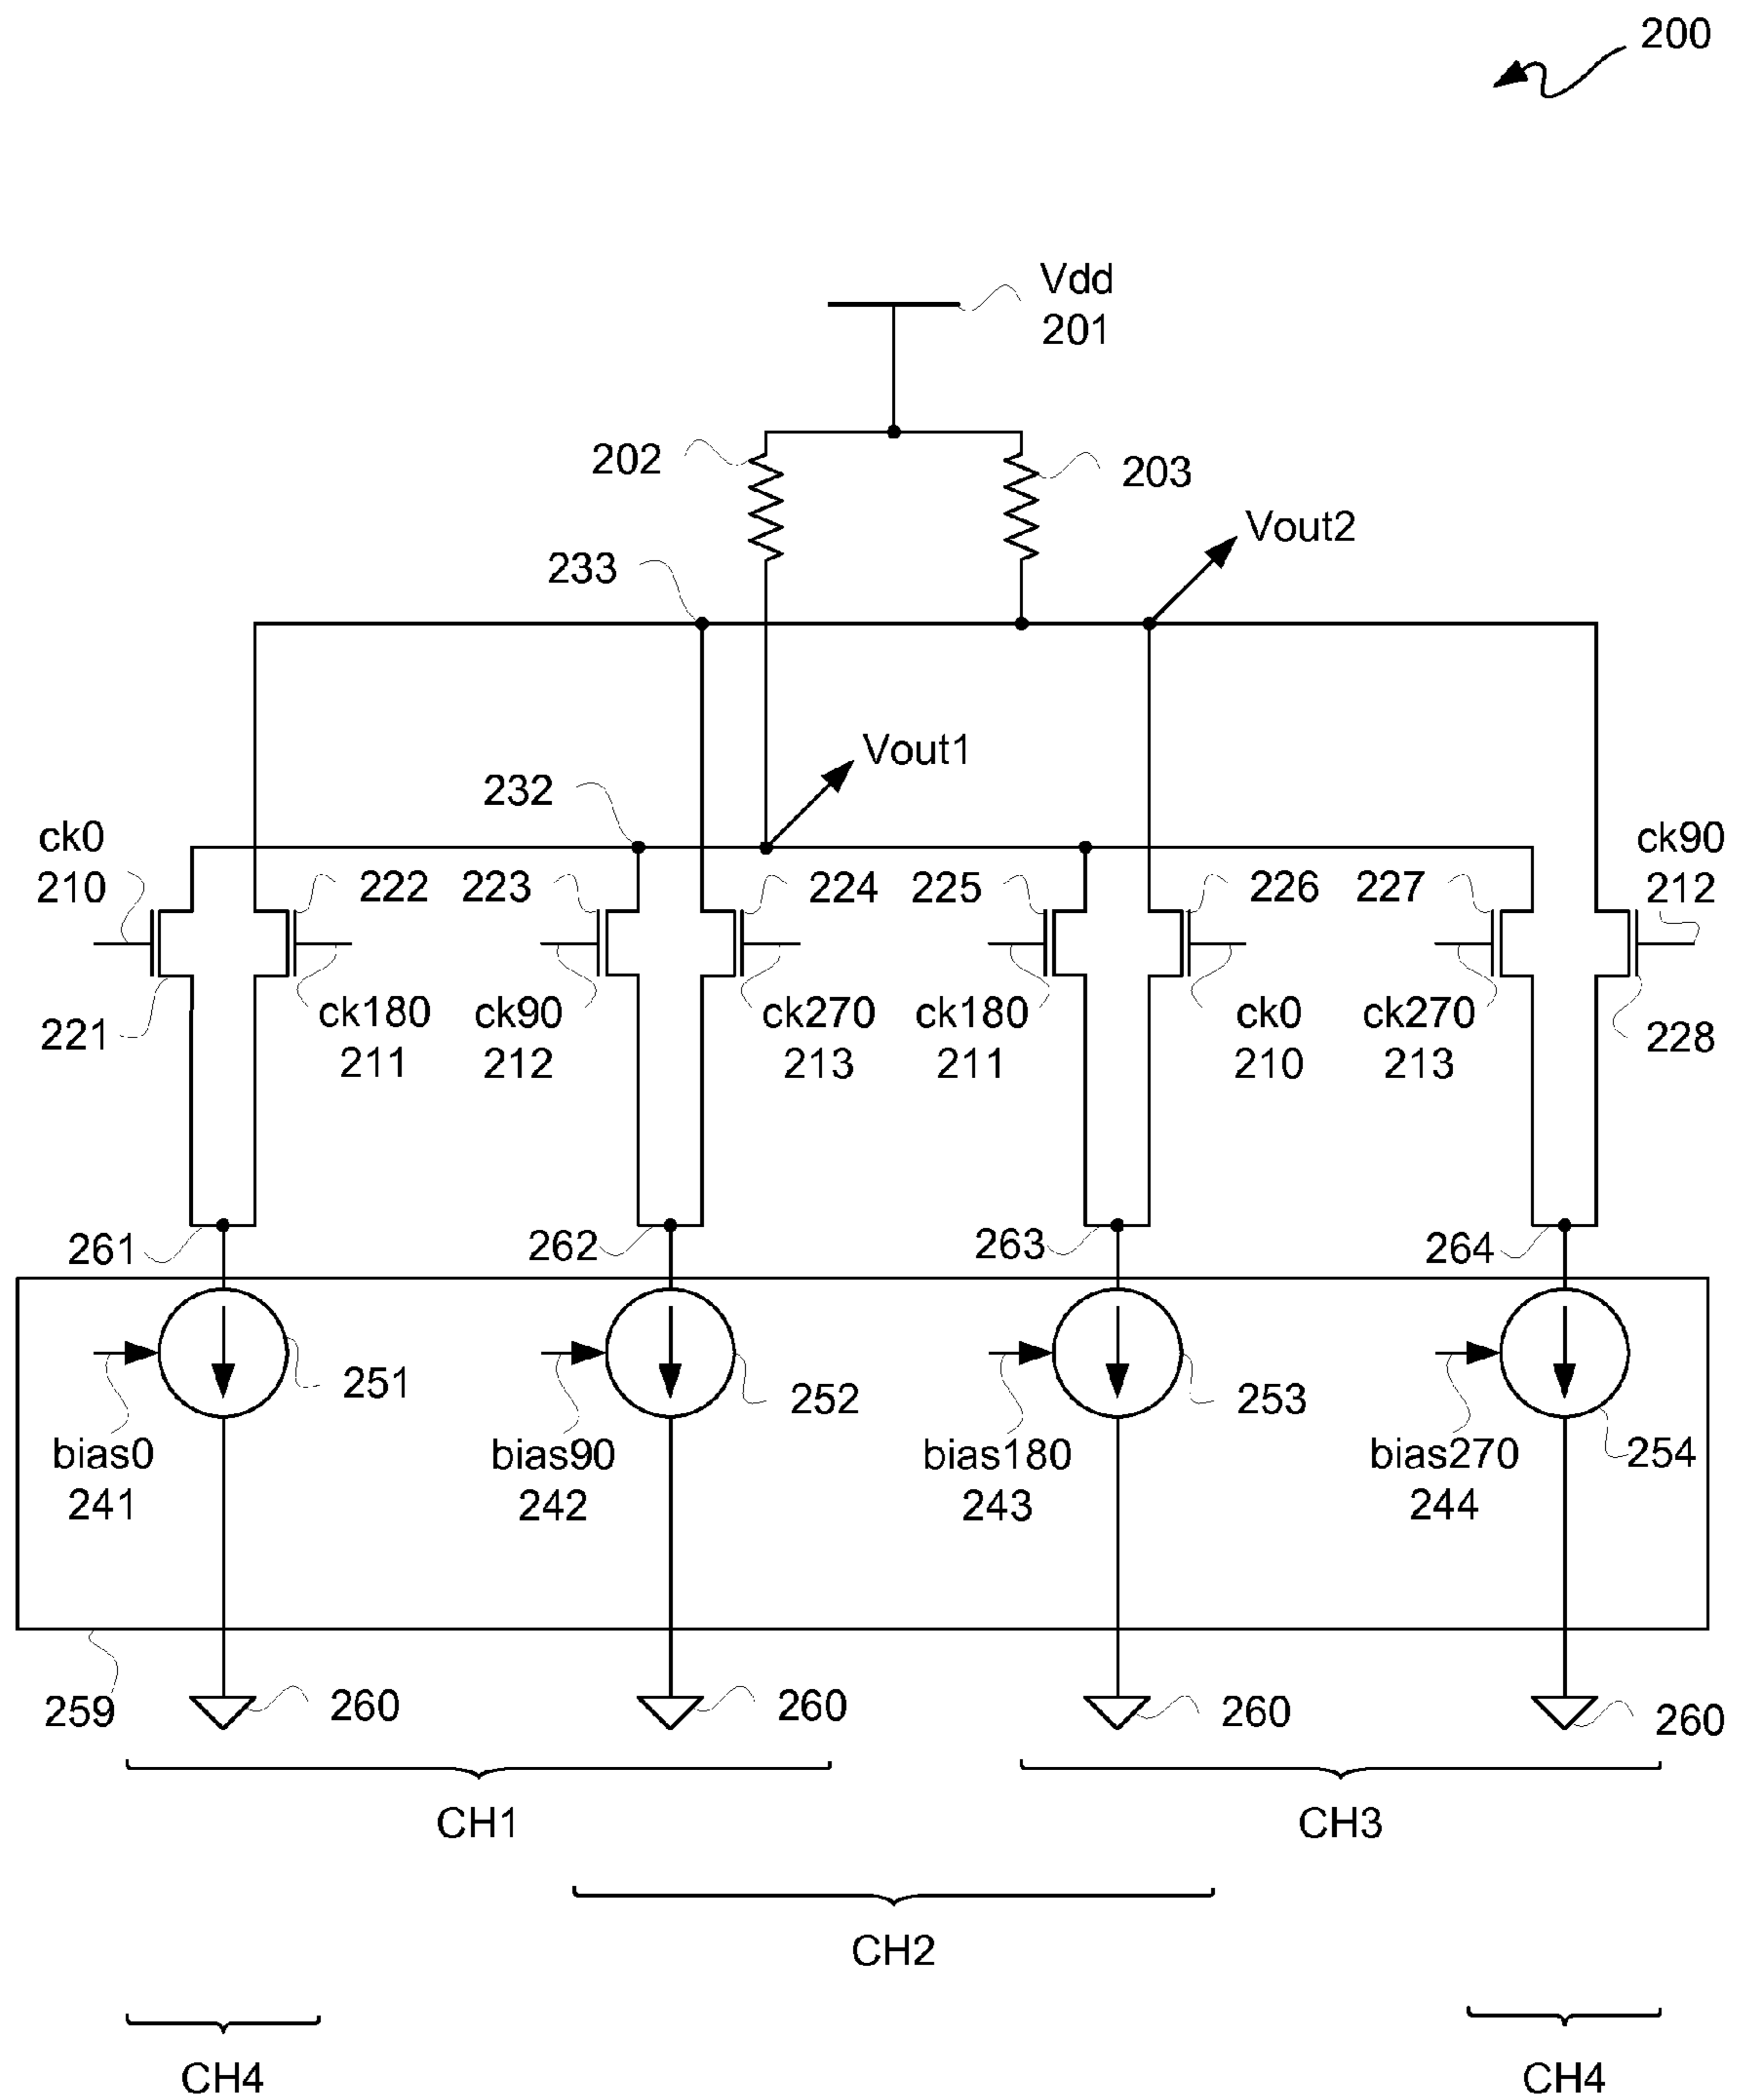 200
Vdd
201
202
203
Vout2
233
Vout1
232
ck0
210
222
223
224
225
226
227
ck90
212
221
ck180
211
ck90
212
ck270
213
ck180
211
ck0
210
ck270
213
228
261
262
263
264
251
252
253
254
bias0
241
bias90
242
bias180
243
bias270
244
259
260
260
260
260
CH1
CH3
CH2
CH4
CH4